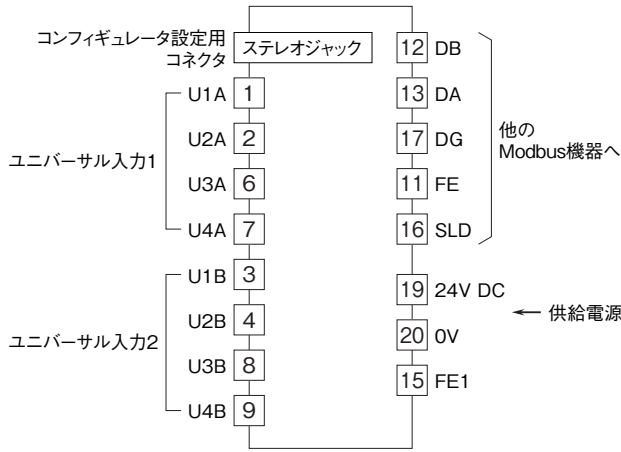 コンフィギュレータ設定用
コネクタ
ステレオジャック
U1A 1
U2A 2
U3A 6
U4A 7
ユニバーサル入力1
U1B 3
U2B 4
U3B 8
U4B 9
ユニバーサル入力2
12 DB
13 DA
17 DG
11 FE
16 SLD
他の
Modbus機器へ
19 24V DC
20 0V
15 FE1
← 供給電源